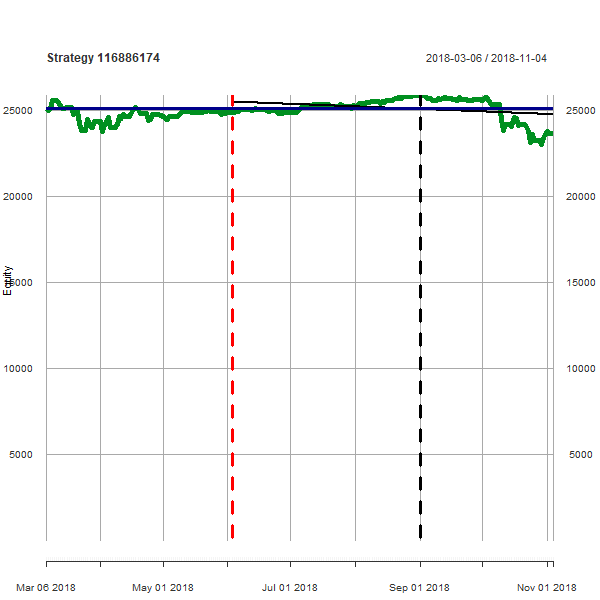 Strategy 116886174
2018-03-06 / 2018-11-04
25000
25000
20000
20000
Equity
15000
15000
10000
10000
5000
5000
Mar 06 2018
May 01 2018
Jul 01 2018
Sep 01 2018
Nov 01 2018